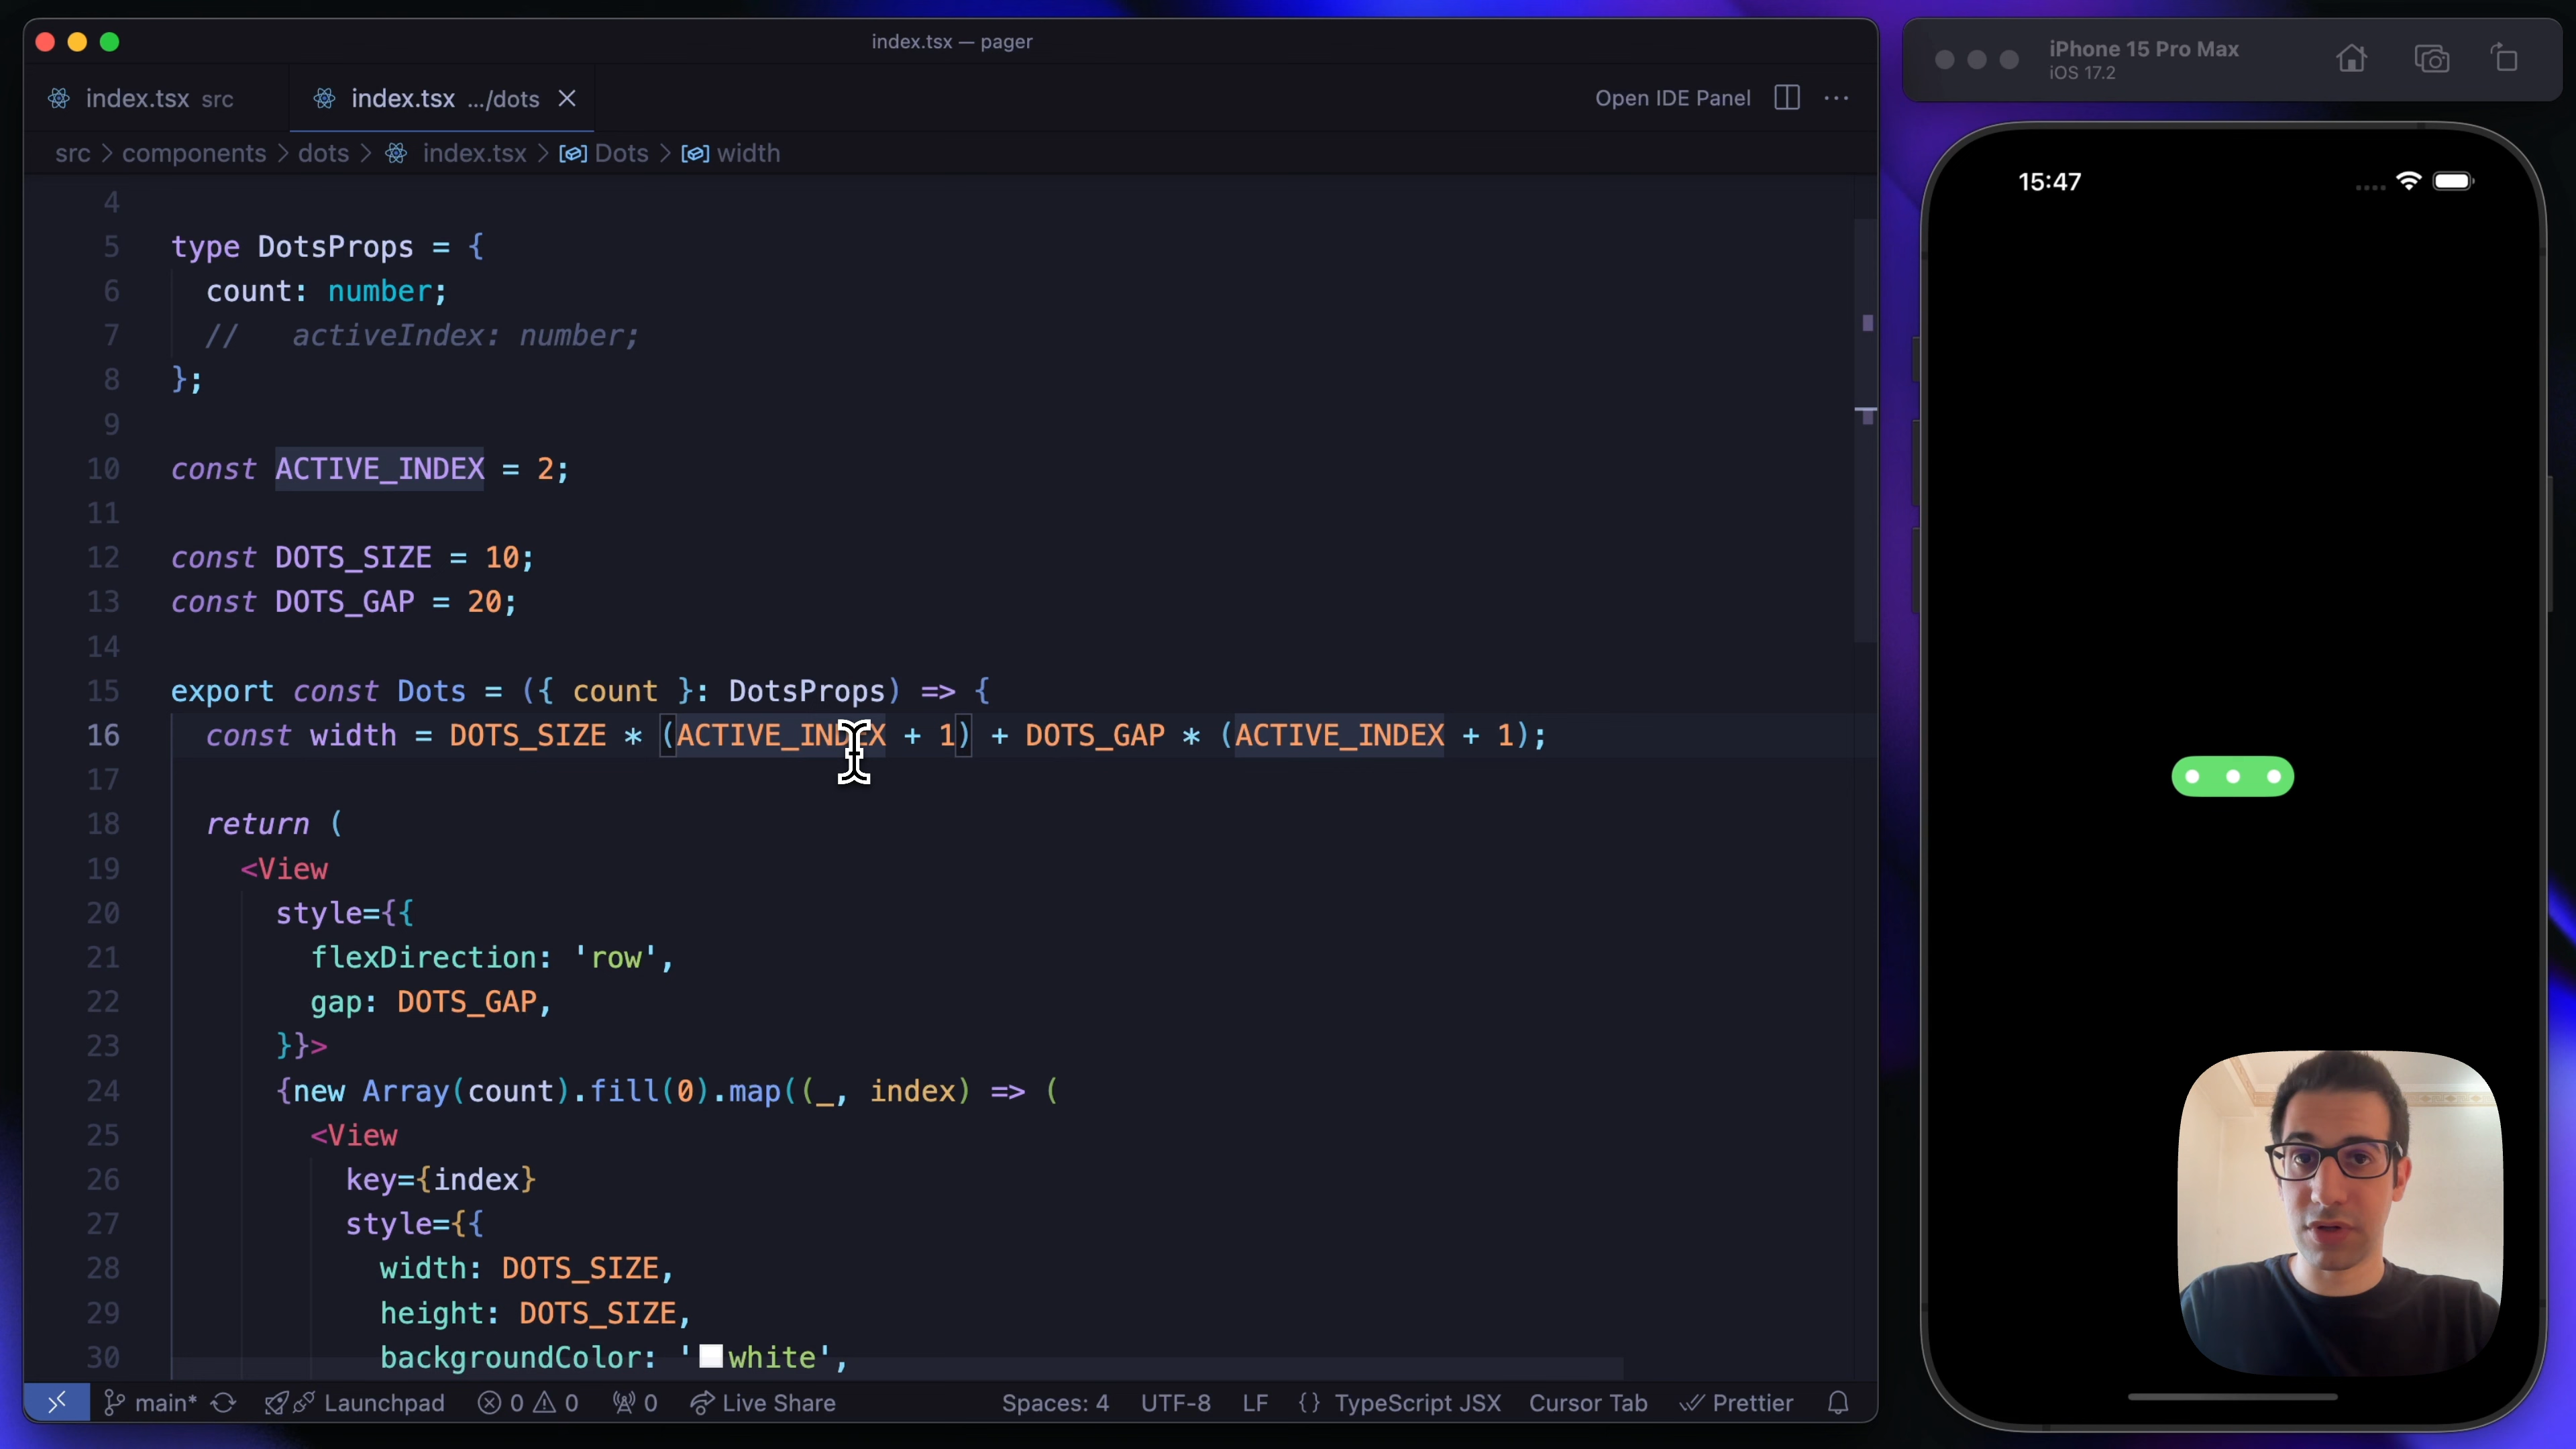 index.tsx — pager
index.tsx src
index.tsx .../dots
Open IDE Panel
src > components > dots > index.tsx > Dots > width
4
5 type DotsProps = {
6 count: number;
7 //   activeIndex: number;
8 };
9
10 const ACTIVE_INDEX = 2;
11
12 const DOTS_SIZE = 10;
13 const DOTS_GAP = 20;
14
15 export const Dots = ({ count }: DotsProps) => {
16 const width = DOTS_SIZE * (ACTIVE_INDEX + 1) + DOTS_GAP * (ACTIVE_INDEX + 1);
17
18 return (
19 <View
20 style={{
21 flexDirection: 'row',
22 gap: DOTS_GAP,
23 }}>
24 {new Array(count).fill(0).map((_, index) => (
25 <View
26 key={index}
27 style={{
28 width: DOTS_SIZE,
29 height: DOTS_SIZE,
30 backgroundColor: 'white',
main* Launchpad 0 0 0 Live Share Spaces: 4 UTF-8 LF {} TypeScript JSX Cursor Tab Prettier
iPhone 15 Pro Max
iOS 17.2
15:47